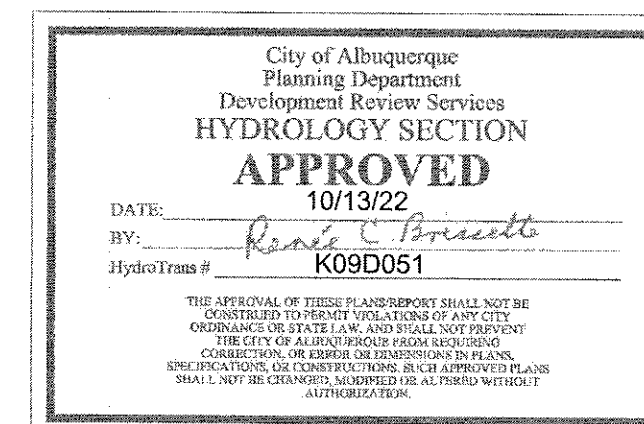 City of Albuquerque
Planning Department
Development Review Services
HYDROLOGY SECTION
APPROVED
DATE: 10/13/22
BY: Renée C. Brissette
HydroTrans # K09D051
THE APPROVAL OF THESE PLANS/REPORT SHALL NOT BE
CONSTRUED TO PERMIT VIOLATIONS OF ANY CITY
ORDINANCE OR STATE LAW, AND SHALL NOT PREVENT
THE CITY OF ALBUQUERQUE FROM REQUIRING
CORRECTION, OR ERROR OR DIMENSIONS IN PLANS,
SPECIFICATIONS, OR CONSTRUCTIONS. SUCH APPROVED PLANS
SHALL NOT BE CHANGED, MODIFIED OR ALTERED WITHOUT
AUTHORIZATION.